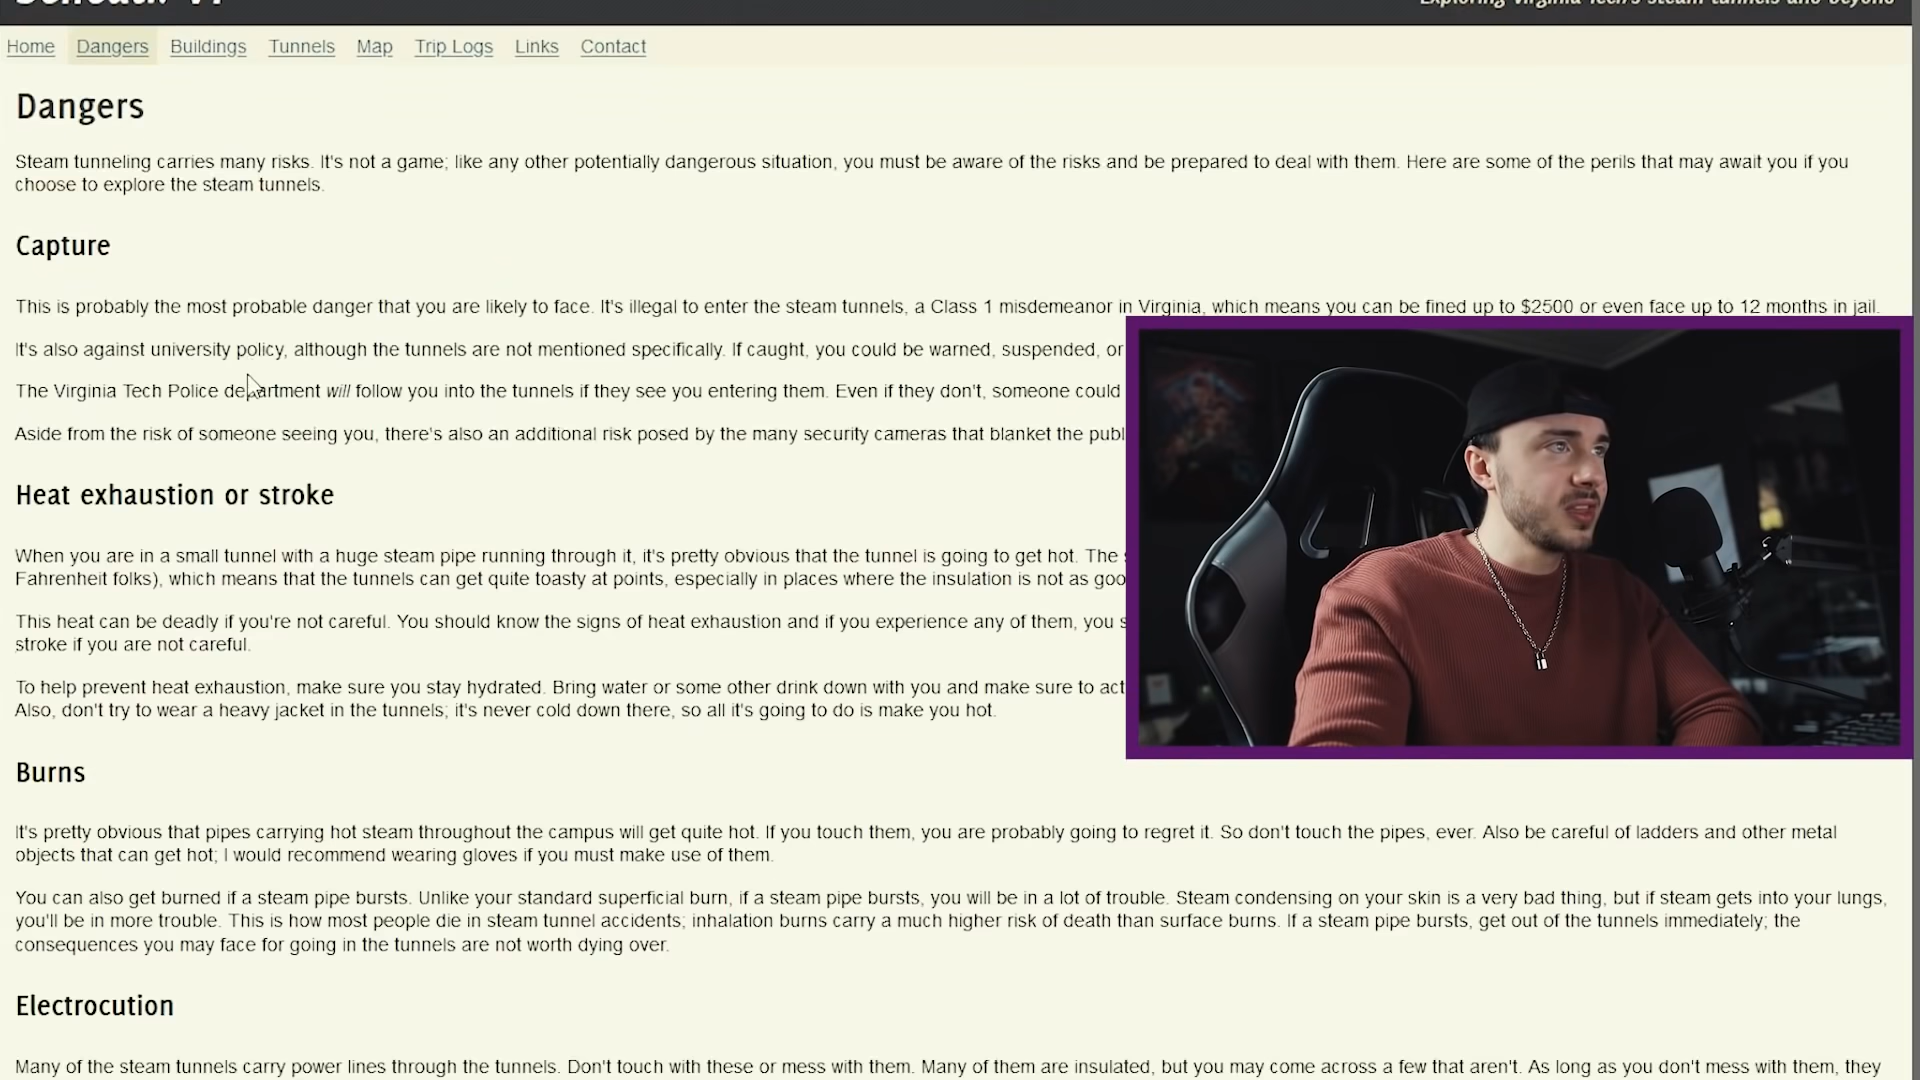 Exploring Virginia Tech's steam tunnels and beyond
Home Dangers Buildings Tunnels Map Trip Logs Links Contact
Dangers
Steam tunneling carries many risks. It's not a game; like any other potentially dangerous situation, you must be aware of the risks and be prepared to deal with them. Here are some of the perils that may await you if you
choose to explore the steam tunnels.
Capture
This is probably the most probable danger that you are likely to face. It's illegal to enter the steam tunnels, a Class 1 misdemeanor in Virginia, which means you can be fined up to $2500 or even face up to 12 months in jail.
It's also against university policy, although the tunnels are not mentioned specifically. If caught, you could be warned, suspended, or
The Virginia Tech Police department will follow you into the tunnels if they see you entering them. Even if they don't, someone could
Aside from the risk of someone seeing you, there's also an additional risk posed by the many security cameras that blanket the publ
Heat exhaustion or stroke
When you are in a small tunnel with a huge steam pipe running through it, it's pretty obvious that the tunnel is going to get hot. The
Fahrenheit folks), which means that the tunnels can get quite toasty at points, especially in places where the insulation is not as goo
This heat can be deadly if you're not careful. You should know the signs of heat exhaustion and if you experience any of them, you s
stroke if you are not careful.
To help prevent heat exhaustion, make sure you stay hydrated. Bring water or some other drink down with you and make sure to act
Also, don't try to wear a heavy jacket in the tunnels; it's never cold down there, so all it's going to do is make you hot.
Burns
It's pretty obvious that pipes carrying hot steam throughout the campus will get quite hot. If you touch them, you are probably going to regret it. So don't touch the pipes, ever. Also be careful of ladders and other metal
objects that can get hot; I would recommend wearing gloves if you must make use of them.
You can also get burned if a steam pipe bursts. Unlike your standard superficial burn, if a steam pipe bursts, you will be in a lot of trouble. Steam condensing on your skin is a very bad thing, but if steam gets into your lungs,
you'll be in more trouble. This is how most people die in steam tunnel accidents; inhalation burns carry a much higher risk of death than surface burns. If a steam pipe bursts, get out of the tunnels immediately; the
consequences you may face for going in the tunnels are not worth dying over.
Electrocution
Many of the steam tunnels carry power lines through the tunnels. Don't touch with these or mess with them. Many of them are insulated, but you may come across a few that aren't. As long as you don't mess with them, they